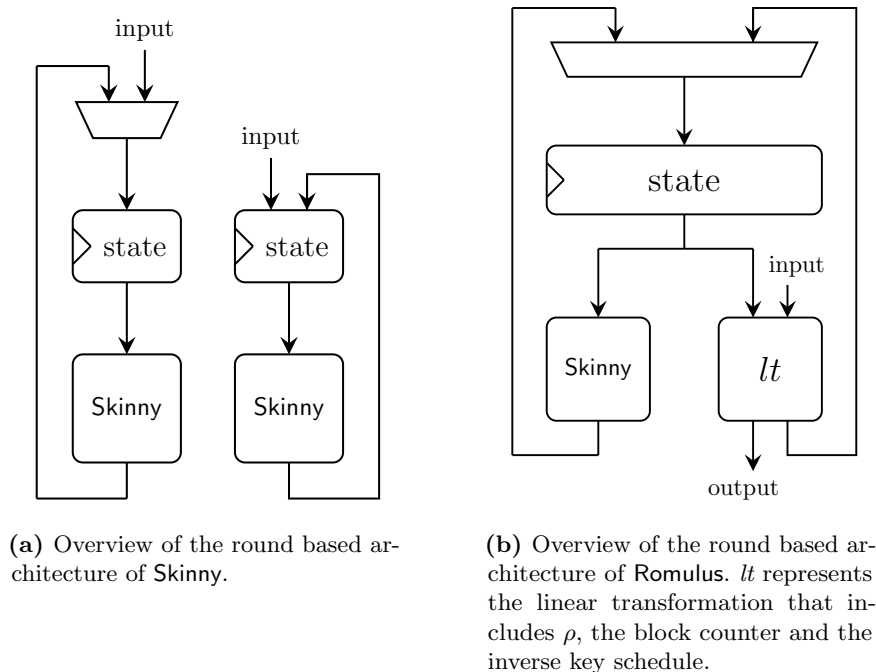 input
input
state
state
Skinny
Skinny
(a) Overview of the round based ar-
chitecture of Skinny.
state
input
Skinny
lt
output
(b) Overview of the round based ar-
chitecture of Romulus. lt represents
the linear transformation that in-
cludes ρ, the block counter and the
inverse key schedule.